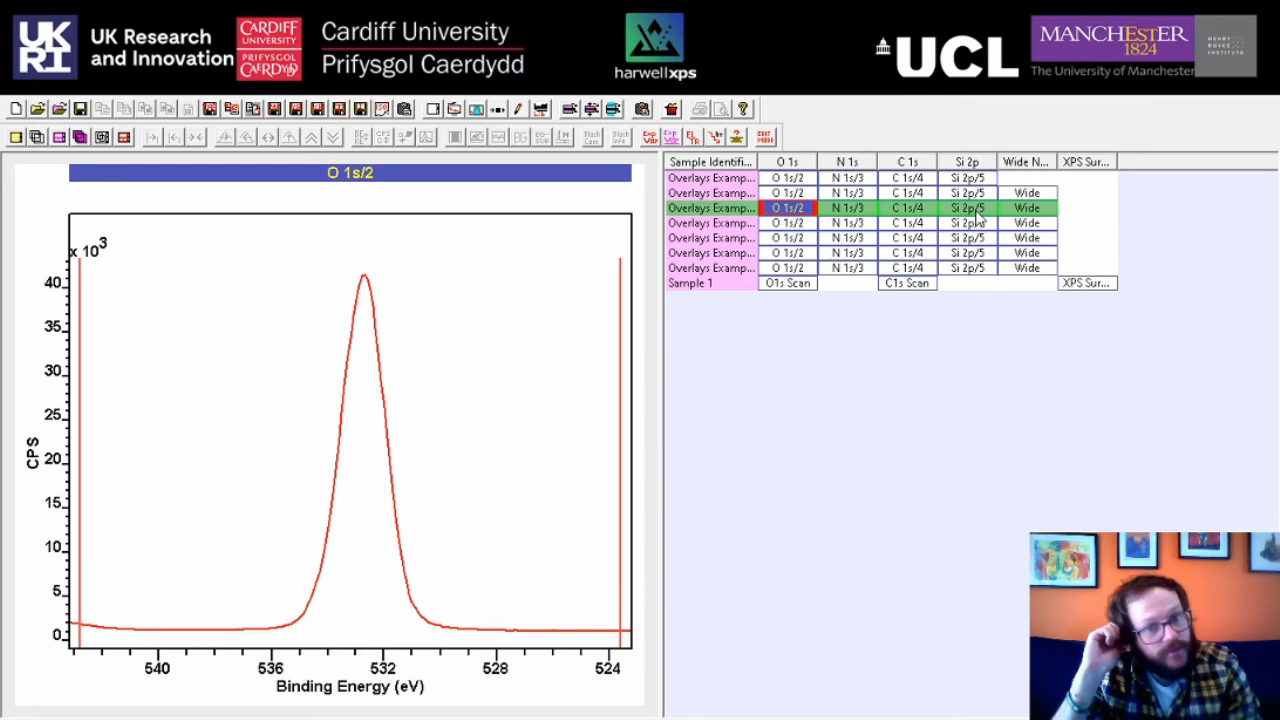 UK
RI
UK Research
and Innovation
CARDIFF
UNIVERSITY
PRIFYSGOL
CAERDYDD
Cardiff University
Prifysgol Caerdydd
harwellxps
UCL
MANCHESTER
1824
The University of Manchester
HENRY
ROYCE
INSTITUTE
O 1s/2
x 10³
40
35
30
25
20
15
10
5
0
CPS
540 536 532 528 524
Binding Energy (eV)
Sample Identifi... O 1s N 1s C 1s Si 2p Wide N... XPS Sur...
Overlays Examp... O 1s/2 N 1s/3 C 1s/4 Si 2p/5
Overlays Examp... O 1s/2 N 1s/3 C 1s/4 Si 2p/5 Wide
Overlays Examp... O 1s/2 N 1s/3 C 1s/4 Si 2p/5 Wide
Overlays Examp... O 1s/2 N 1s/3 C 1s/4 Si 2p/5 Wide
Overlays Examp... O 1s/2 N 1s/3 C 1s/4 Si 2p/5 Wide
Overlays Examp... O 1s/2 N 1s/3 C 1s/4 Si 2p/5 Wide
Overlays Examp... O 1s/2 N 1s/3 C 1s/4 Si 2p/5 Wide
Sample 1 O1s Scan C1s Scan XPS Sur...